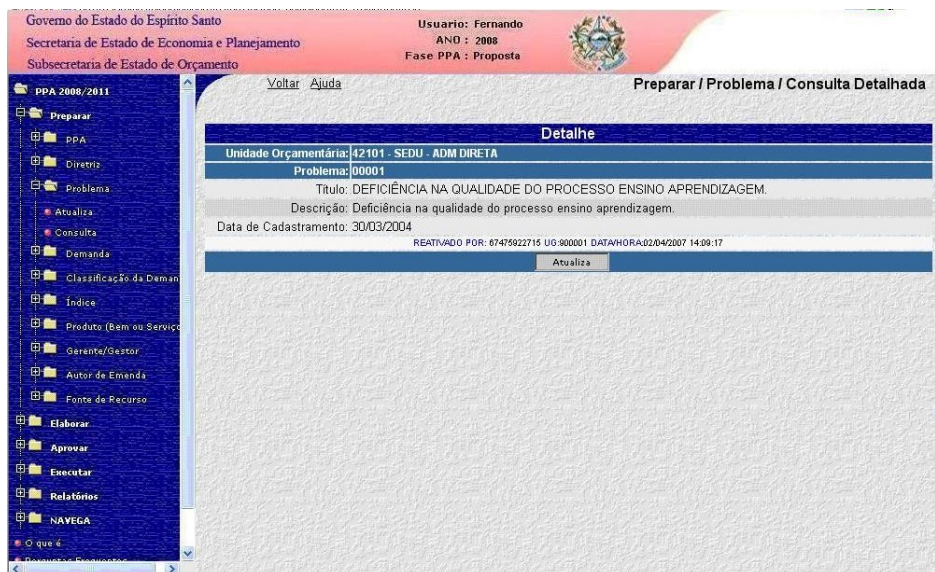 Governo do Estado do Espírito Santo
Secretaria de Estado de Economia e Planejamento
Subsecretaria de Estado de Orçamento
Usuario: Fernando
ANO : 2008
Fase PPA : Proposta
PPA 2008/2011
Preparar
PPA
Diretriz
Problema
Atualiza
Consulta
Demanda
Classificação da Deman
Índice
Produto (Bem ou Serviço
Gerente/Gestor
Autor de Emenda
Fonte de Recurso
Elaborar
Aprovar
Executar
Relatórios
NAVEGA
O que é
Perguntas Frequentes
Voltar Ajuda
Preparar / Problema / Consulta Detalhada
Detalhe
Unidade Orçamentária: 42101 - SEDU - ADM DIRETA
Problema: 00001
Título: DEFICIÊNCIA NA QUALIDADE DO PROCESSO ENSINO APRENDIZAGEM.
Descrição: Deficiência na qualidade do processo ensino aprendizagem.
Data de Cadastramento: 30/03/2004
REATIVADO POR: 67475922715 UG:900001 DATA/HORA:02/04/2007 14:09:17
Atualiza